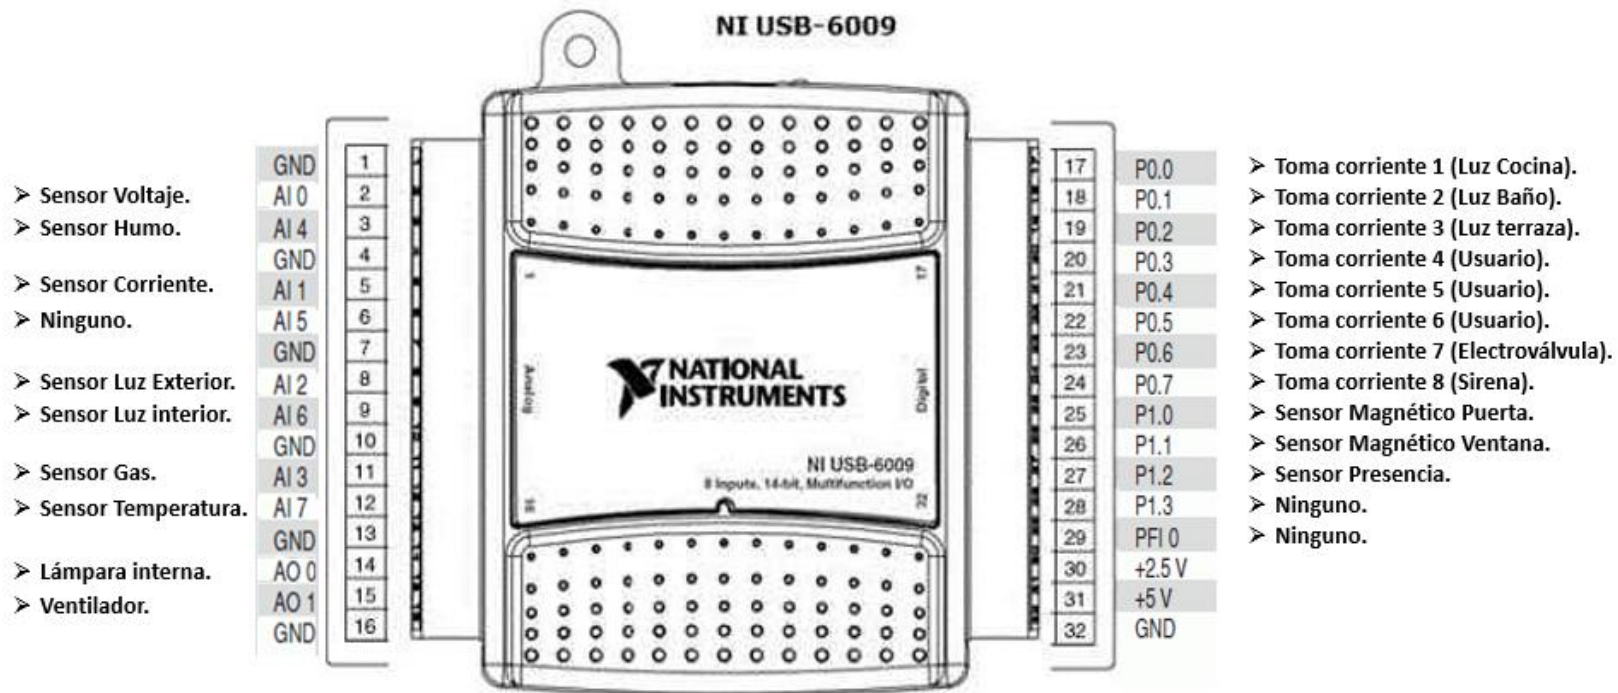 NI USB-6009
GND 1
➢ Sensor Voltaje. AI 0 2
➢ Sensor Humo. AI 4 3
GND 4
➢ Sensor Corriente. AI 1 5
➢ Ninguno. AI 5 6
GND 7
➢ Sensor Luz Exterior. AI 2 8
➢ Sensor Luz interior. AI 6 9
GND 10
➢ Sensor Gas. AI 3 11
➢ Sensor Temperatura. AI 7 12
GND 13
➢ Lámpara interna. AO 0 14
➢ Ventilador. AO 1 15
GND 16
1
17
Analog
NATIONAL
INSTRUMENTS
Digital
NI USB-6009
8 Inputs, 14-bit, Multifunction I/O
16
32
17 P0.0 ➢ Toma corriente 1 (Luz Cocina).
18 P0.1 ➢ Toma corriente 2 (Luz Baño).
19 P0.2 ➢ Toma corriente 3 (Luz terraza).
20 P0.3 ➢ Toma corriente 4 (Usuario).
21 P0.4 ➢ Toma corriente 5 (Usuario).
22 P0.5 ➢ Toma corriente 6 (Usuario).
23 P0.6 ➢ Toma corriente 7 (Electroválvula).
24 P0.7 ➢ Toma corriente 8 (Sirena).
25 P1.0 ➢ Sensor Magnético Puerta.
26 P1.1 ➢ Sensor Magnético Ventana.
27 P1.2 ➢ Sensor Presencia.
28 P1.3 ➢ Ninguno.
29 PFI 0 ➢ Ninguno.
30 +2.5 V
31 +5 V
32 GND